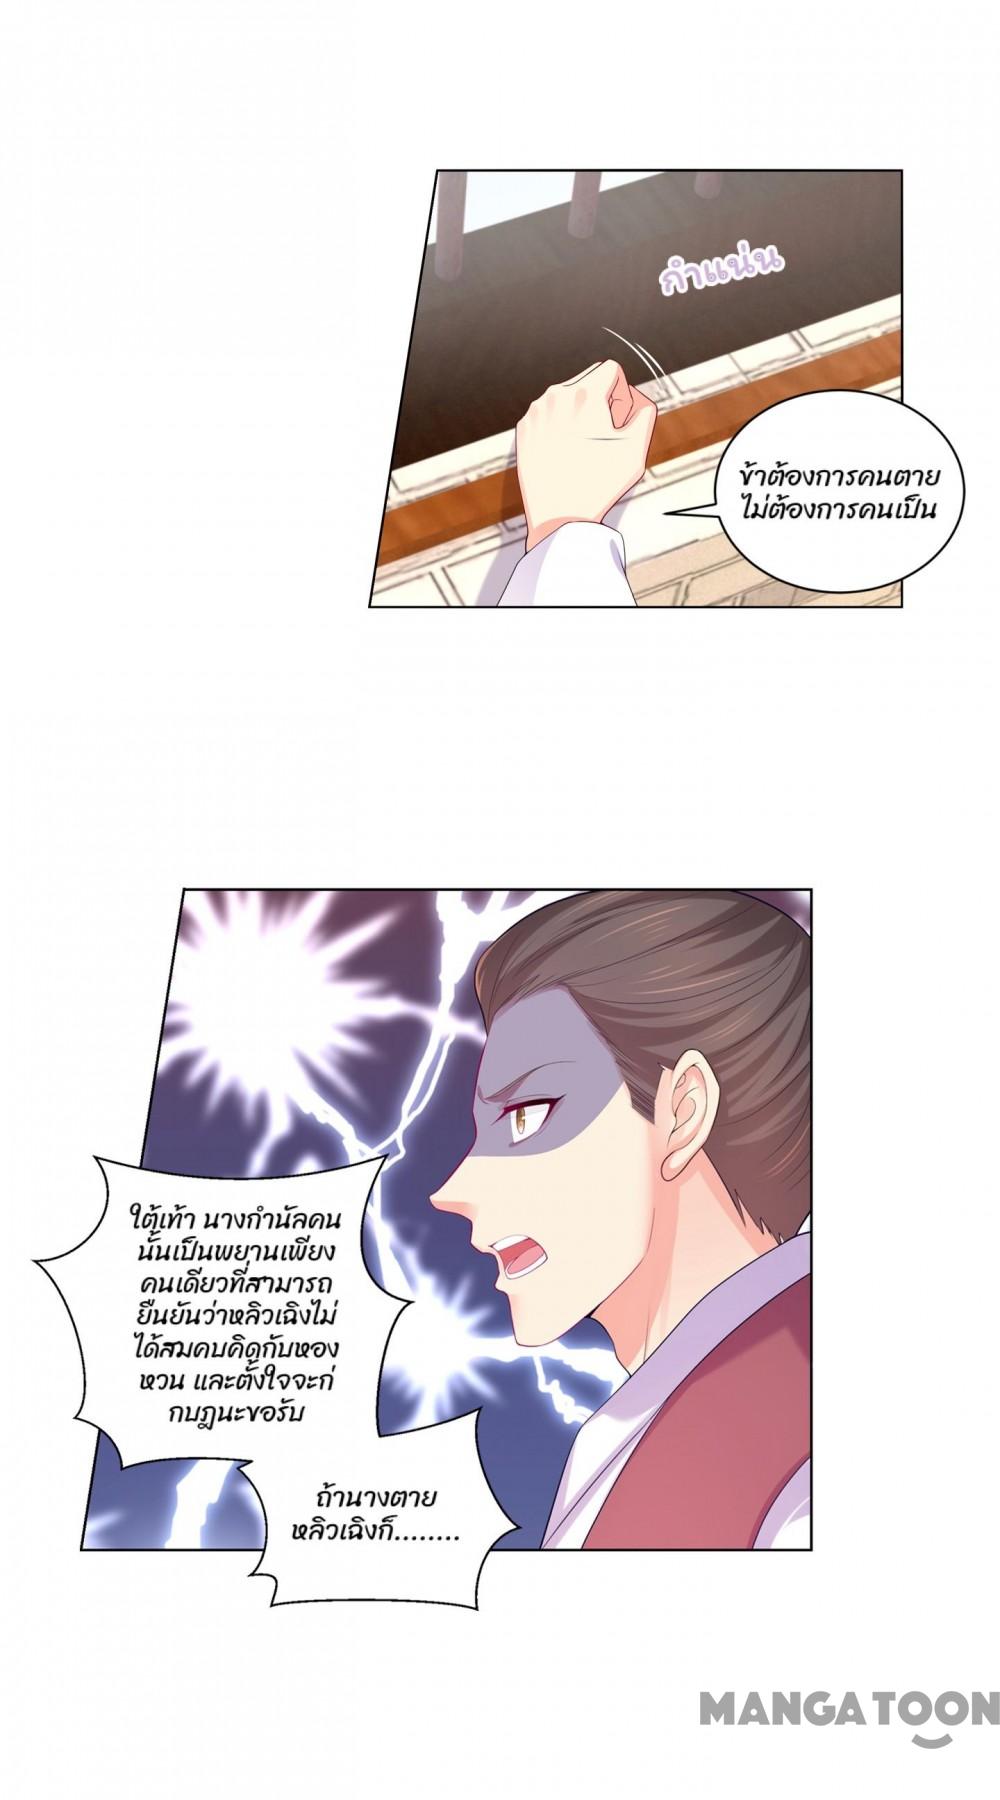 กำแน่น
ข้าต้องการคนตาย
ไม่ต้องการคนเป็น
ใต้เท้า นางกำนัลคน
นั้นเป็นพยานเพียง
คนเดียวที่สามารถ
ยืนยันว่าหลิวเฉิงไม่
ได้สมคบคิดกับหอง
หวน และตั้งใจจะก่
กบฎนะขอรับ
ถ้านางตาย
หลิวเฉิงก็........
MANGATOON